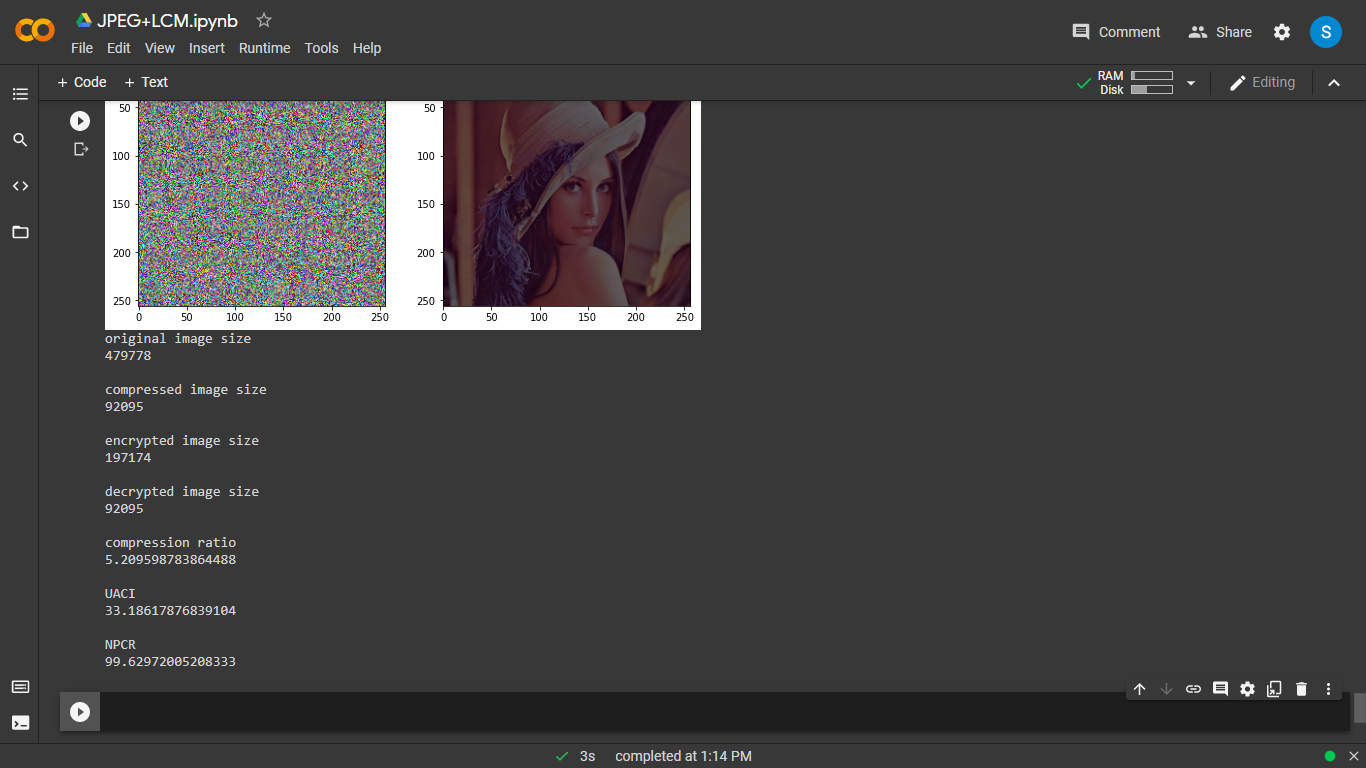 JPEG+LCM.ipynb
File Edit View Insert Runtime Tools Help
Comment Share S
+ Code + Text
RAM
Disk
Editing
50 50
100 100
150 150
200 200
250 250
0 50 100 150 200 250 0 50 100 150 200 250
original image size
479778
compressed image size
92095
encrypted image size
197174
decrypted image size
92095
compression ratio
5.209598783864488
UACI
33.18617876839104
NPCR
99.62972005208333
3s completed at 1:14 PM